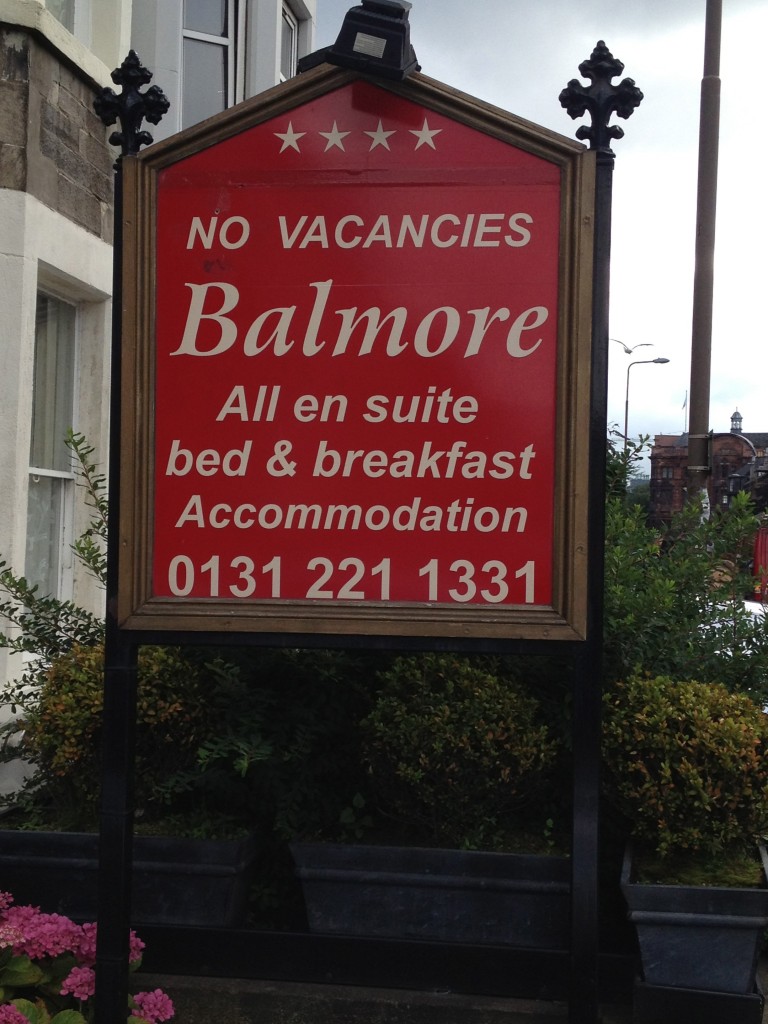 NO VACANCIES
Balmore
All en suite
bed & breakfast
Accommodation
0131 221 1331